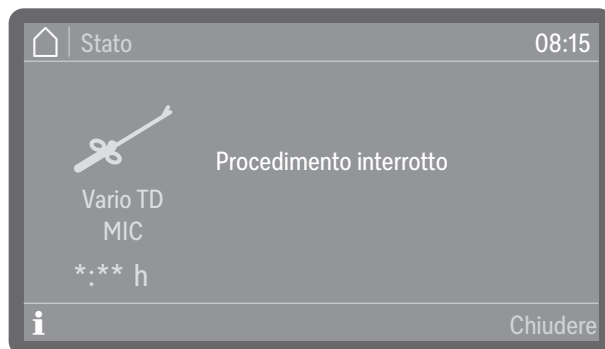 Stato 08:15
Procedimento interrotto
Vario TD
MIC
*:** h
i Chiudere